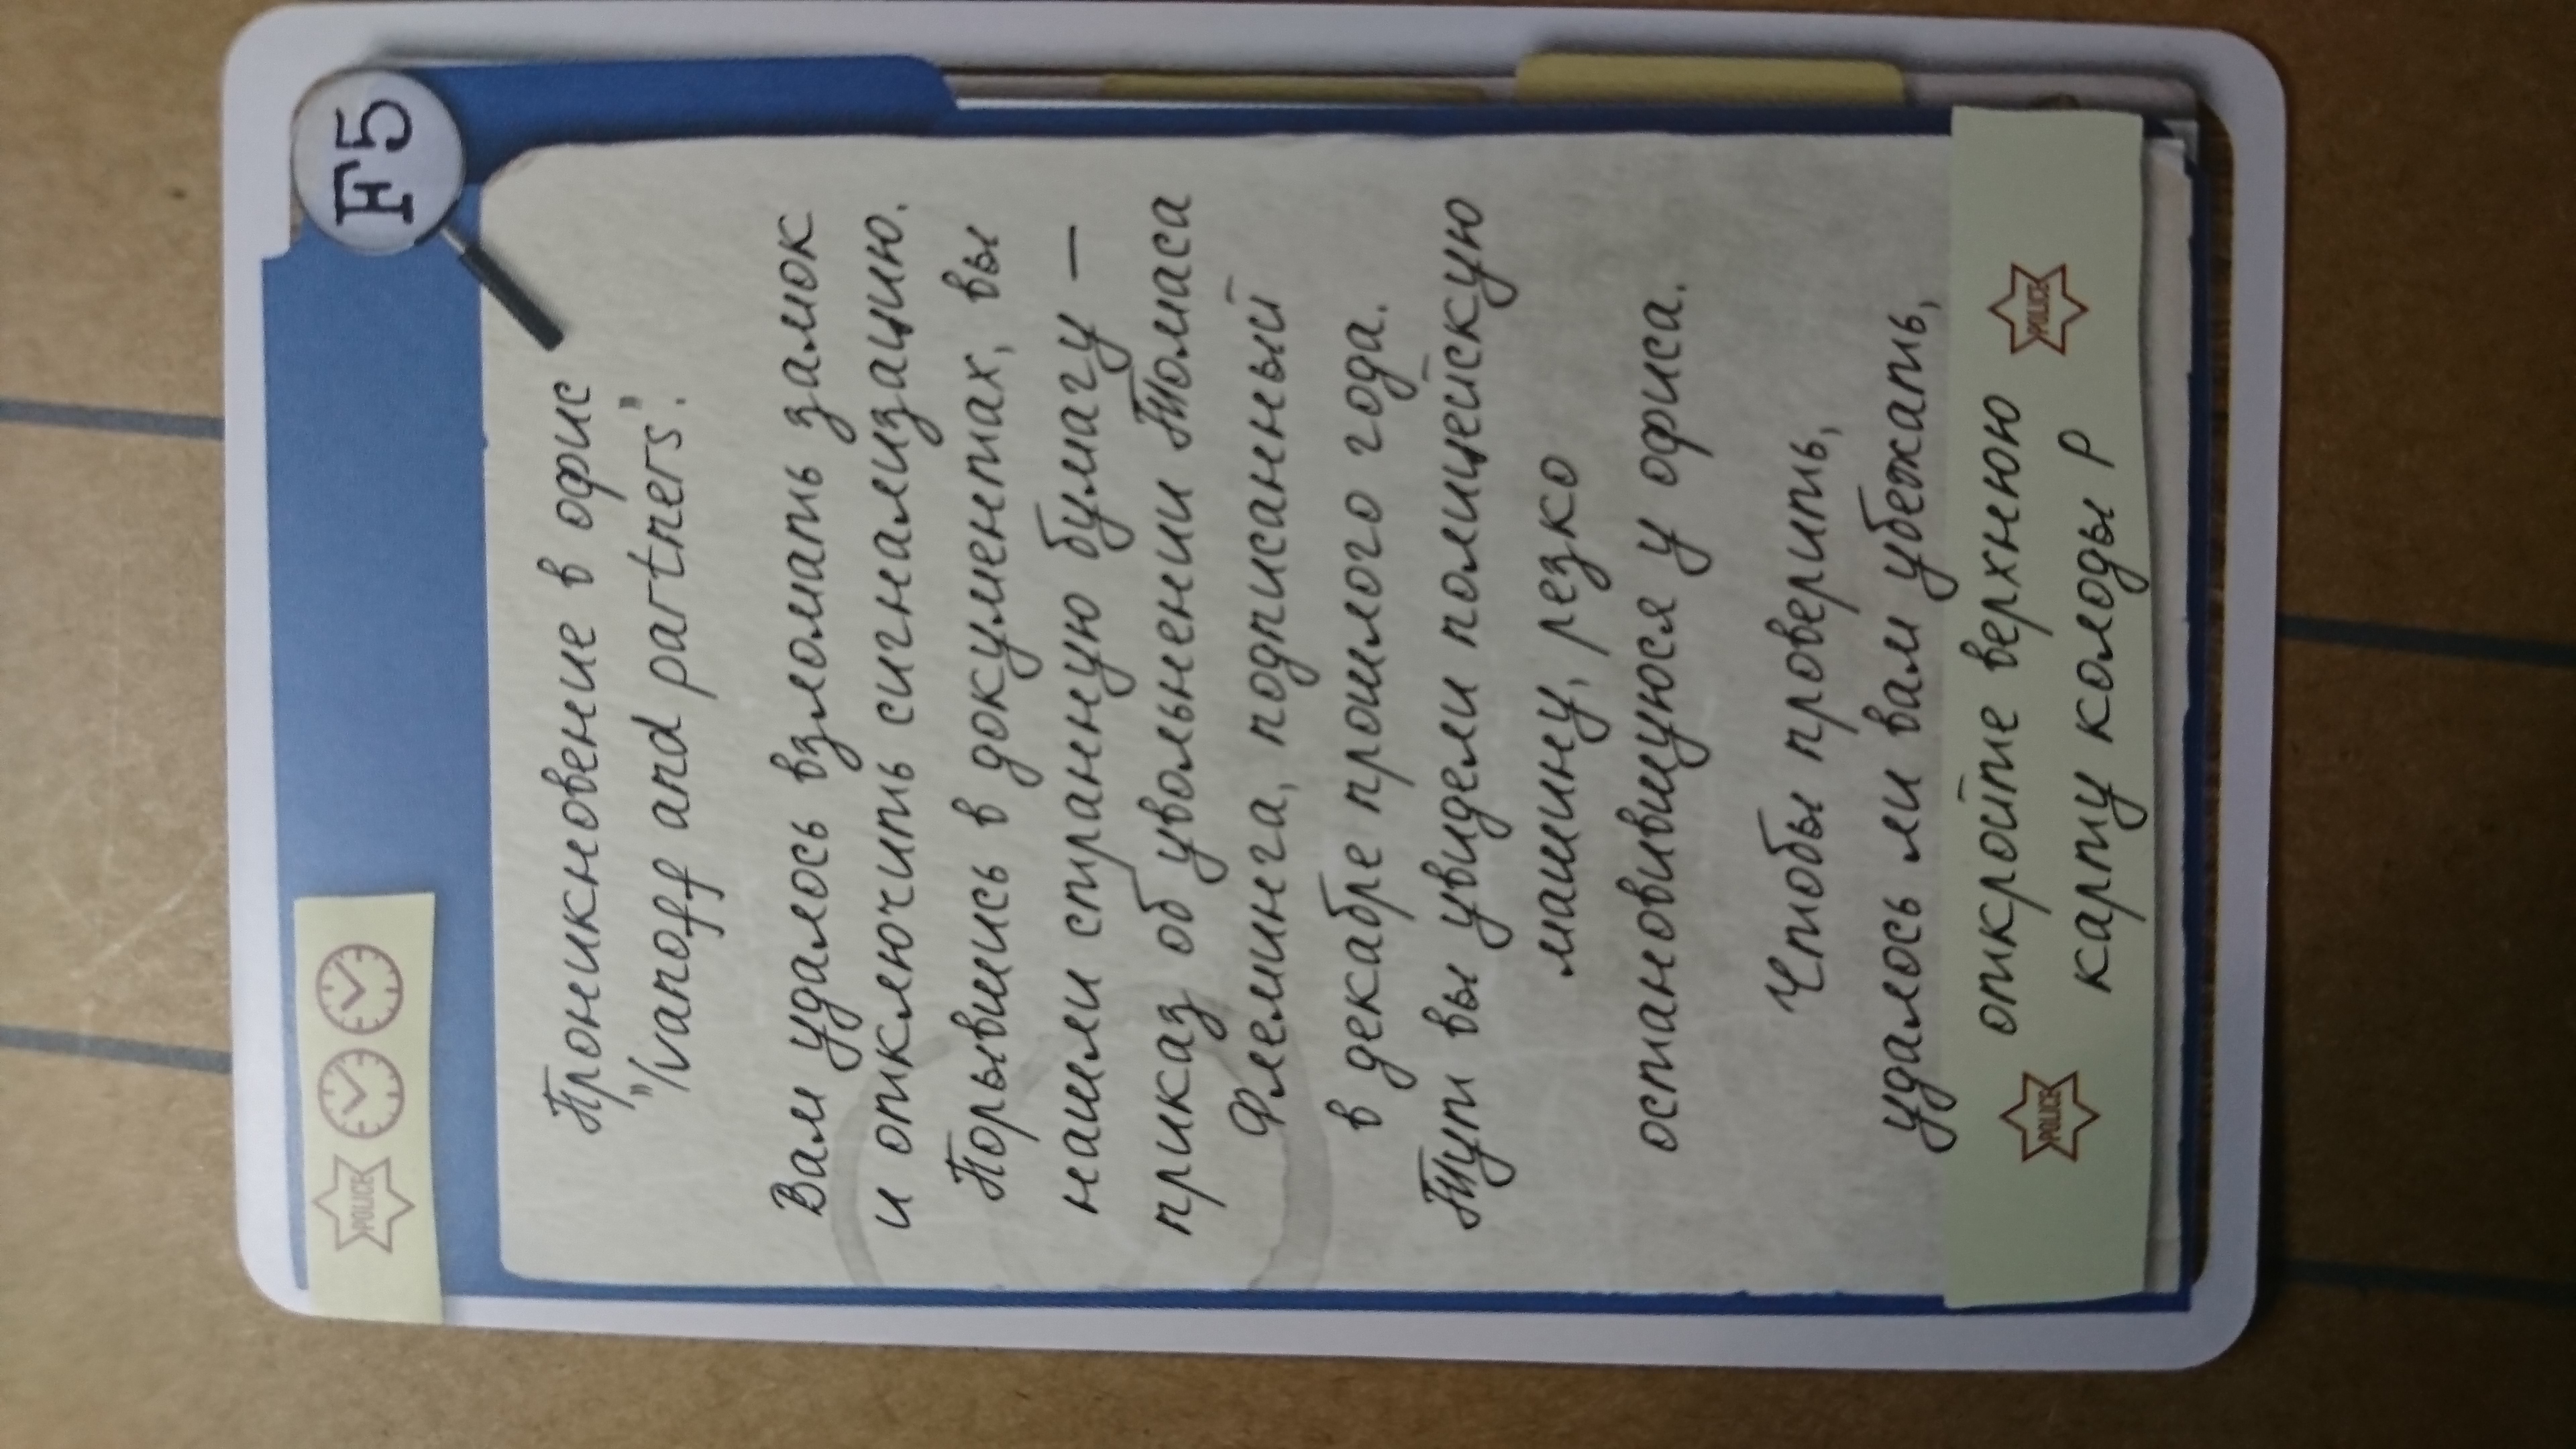 POLICE
F5
Проникновение в офис
"Ivanoff and partners".
Вам удалось взломать замок
и отключить сигнализацию.
Порывшись в документах, вы
нашли странную бумагу —
приказ об увольнении Томаса
Флеминга, подписанный
в декабре прошлого года.
Тут вы увидели полицейскую
машину, резко
остановившуюся у офиса.
Чтобы проверить,
удалось ли вам убежать,
откройте верхнюю
POLICE POLICE
карту колоды P